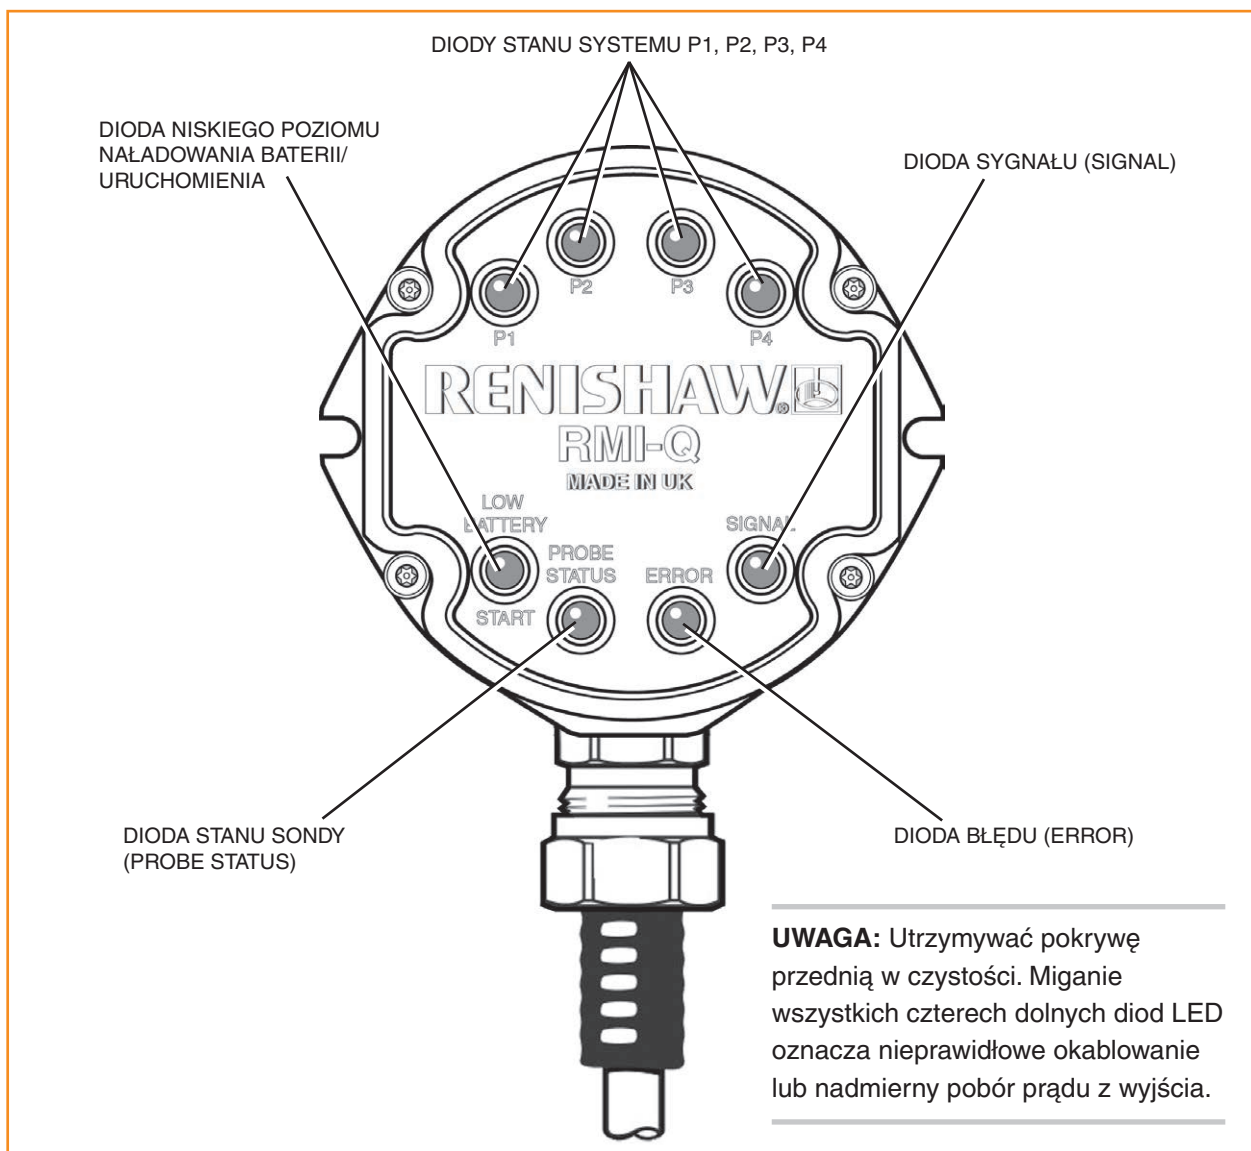 DIODY STANU SYSTEMU P1, P2, P3, P4
DIODA NISKIEGO POZIOMU
NAŁADOWANIA BATERII/
URUCHOMIENIA
DIODA SYGNAŁU (SIGNAL)
P1
P2
P3
P4
RENISHAW®
RMI-Q
MADE IN UK
LOW
BATTERY
START
PROBE
STATUS
ERROR
SIGNAL
DIODA STANU SONDY
(PROBE STATUS)
DIODA BŁĘDU (ERROR)
UWAGA: Utrzymywać pokrywę
przednią w czystości. Miganie
wszystkich czterech dolnych diod LED
oznacza nieprawidłowe okablowanie
lub nadmierny pobór prądu z wyjścia.